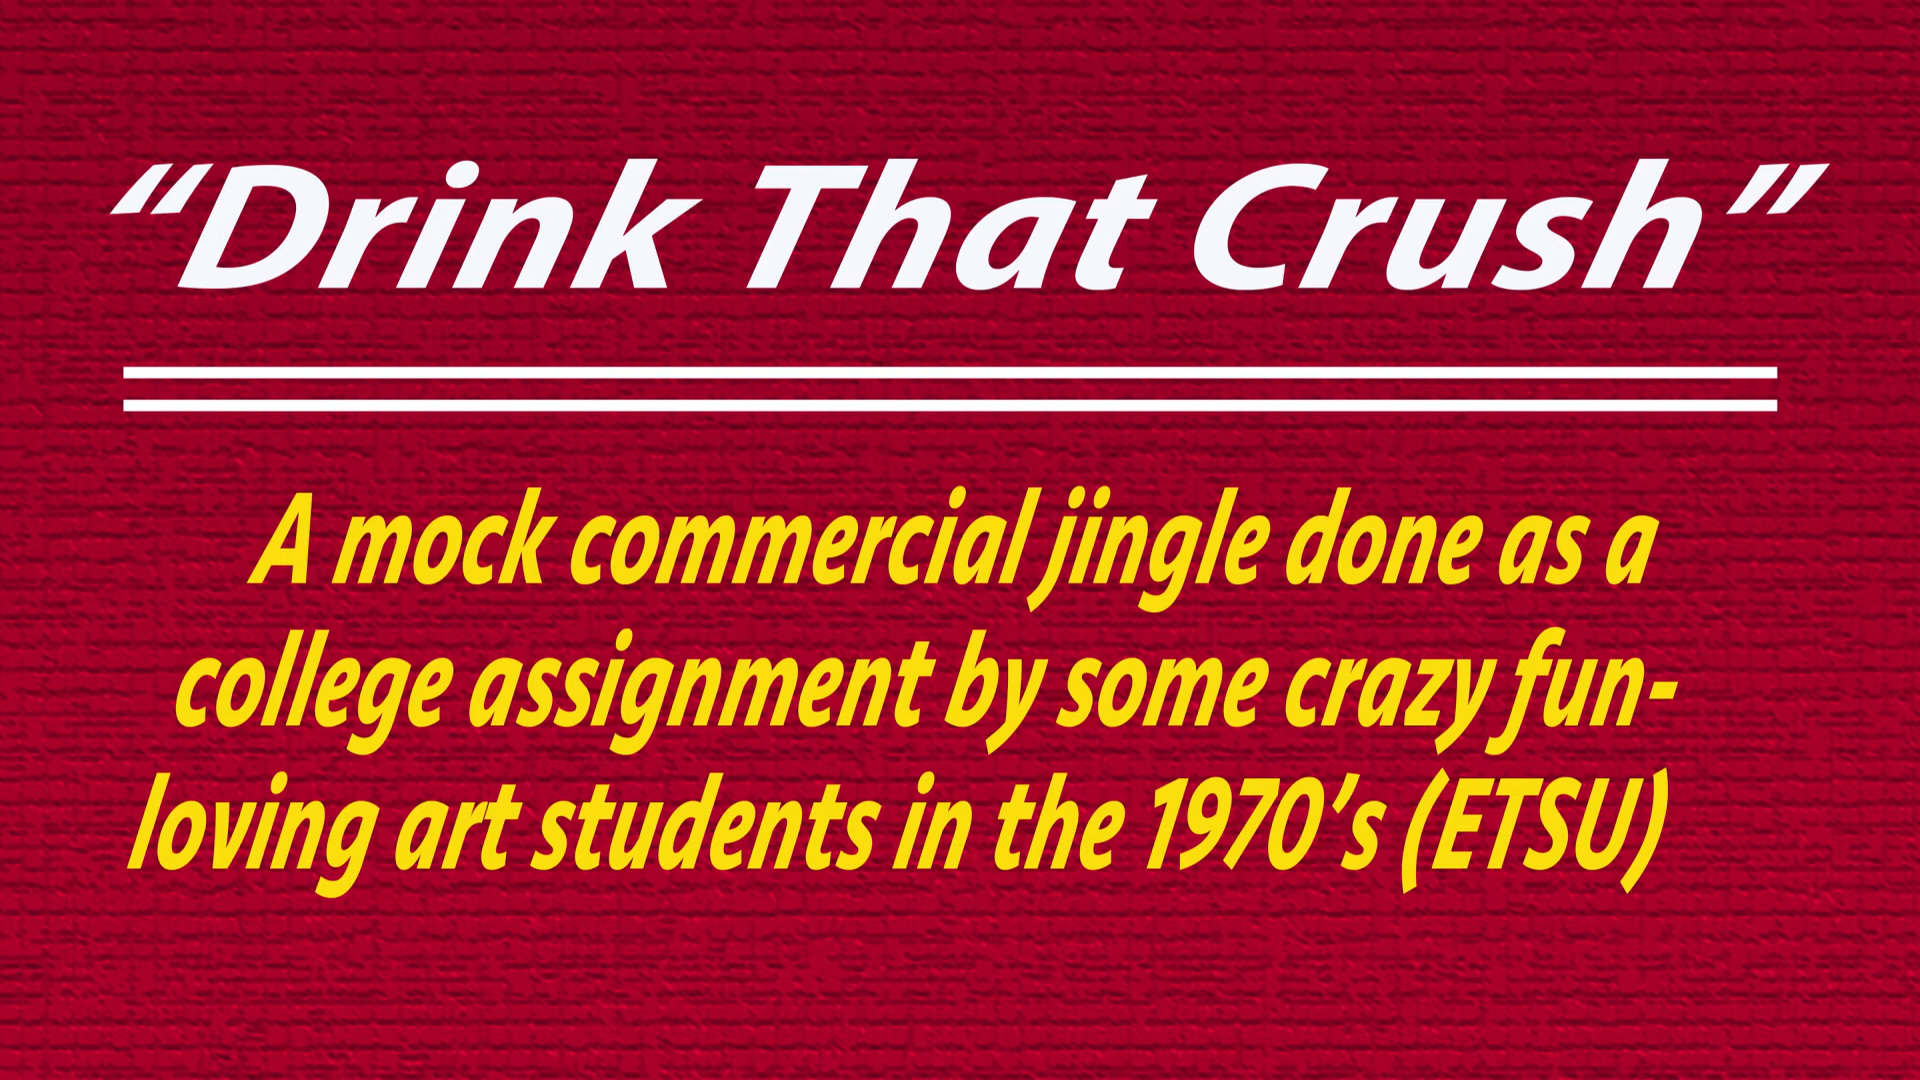 “Drink That Crush”
A mock commercial jingle done as a
college assignment by some crazy fun-
loving art students in the 1970’s (ETSU)